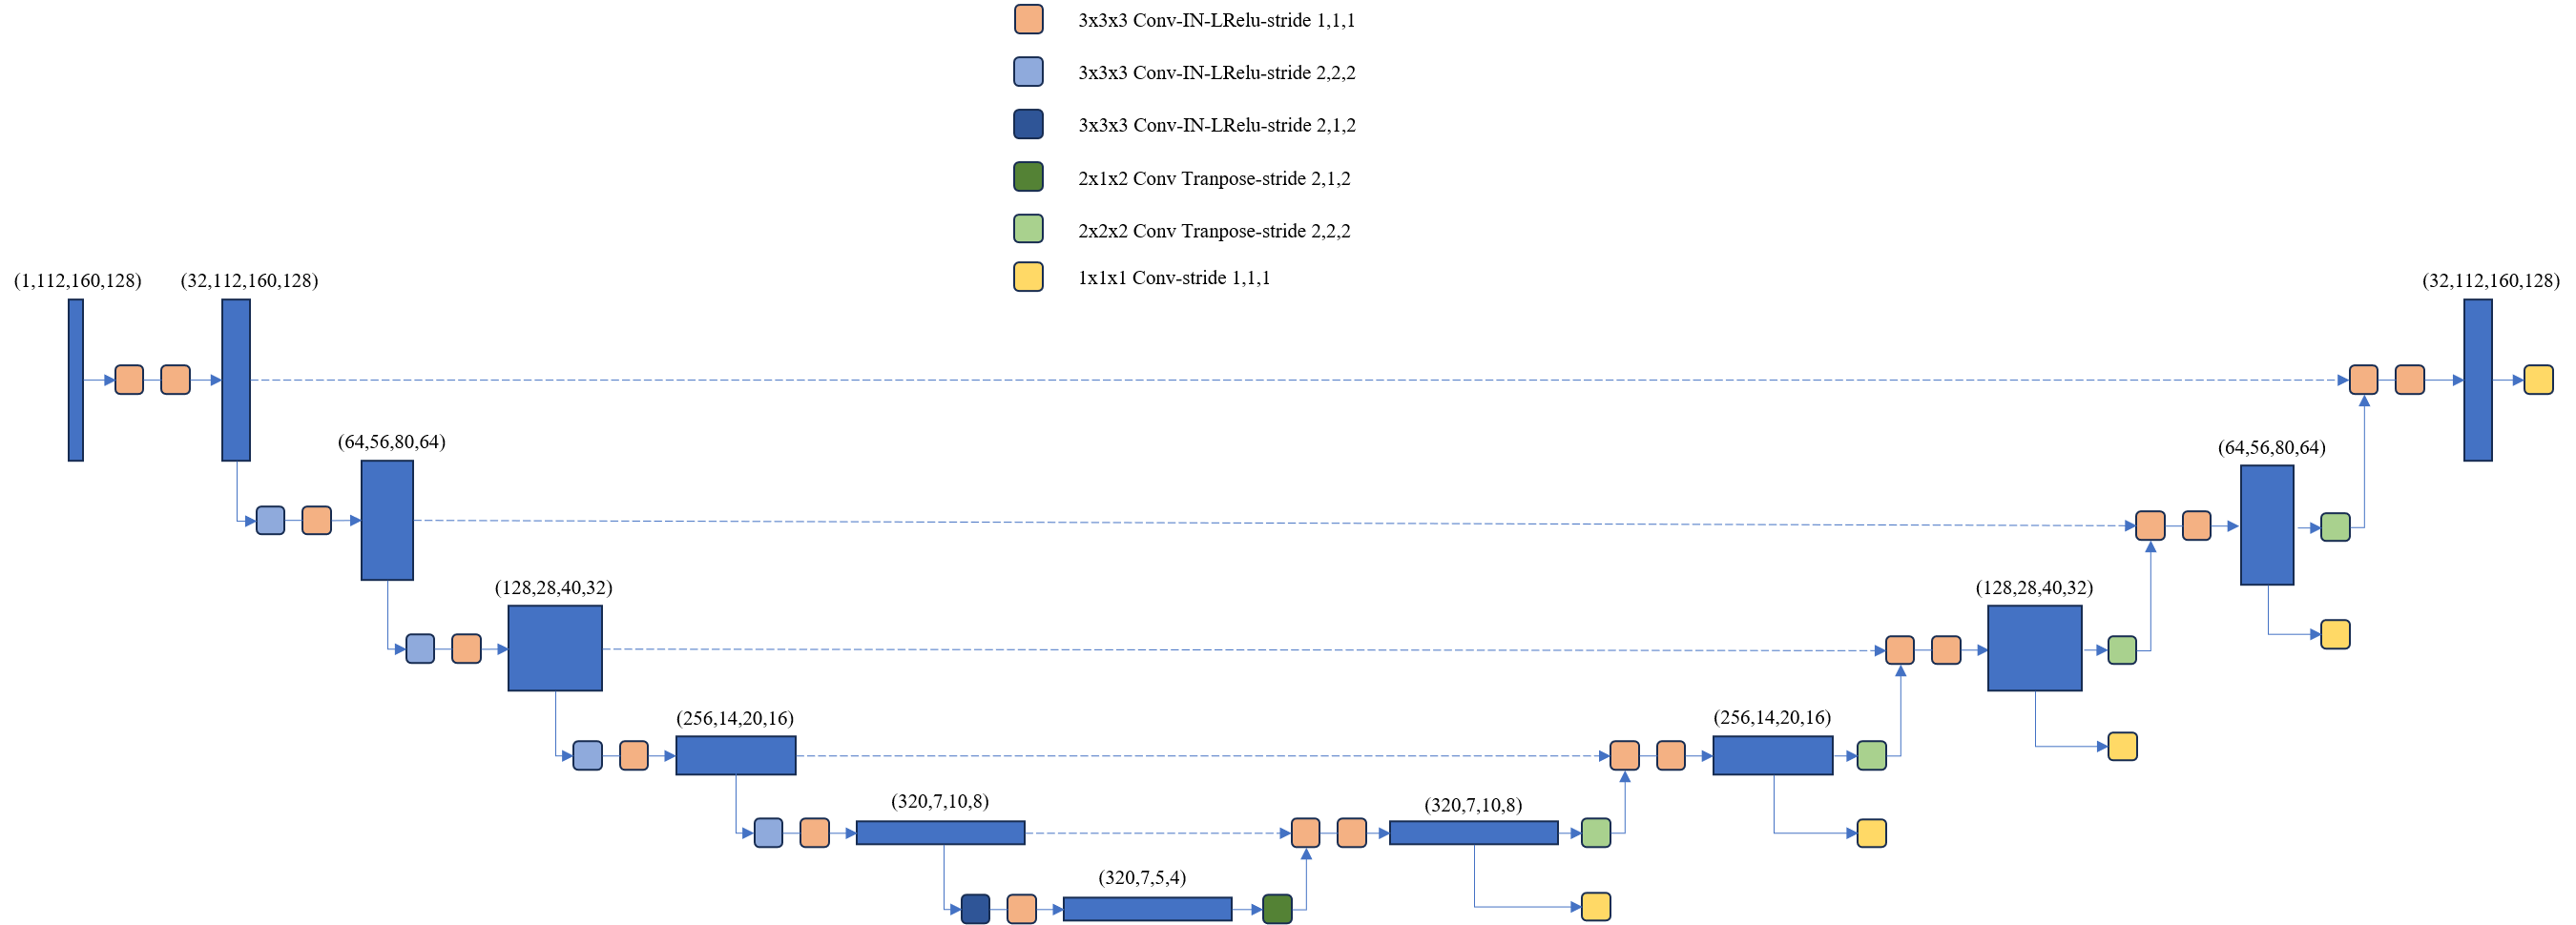 3x3x3 Conv-IN-LRelu-stride 1,1,1
3x3x3 Conv-IN-LRelu-stride 2,2,2
3x3x3 Conv-IN-LRelu-stride 2,1,2
2x1x2 Conv Tranpose-stride 2,1,2
2x2x2 Conv Tranpose-stride 2,2,2
1x1x1 Conv-stride 1,1,1
(1,112,160,128)
(32,112,160,128)
(32,112,160,128)
(64,56,80,64)
(64,56,80,64)
(128,28,40,32)
(128,28,40,32)
(256,14,20,16)
(256,14,20,16)
(320,7,10,8)
(320,7,10,8)
(320,7,5,4)